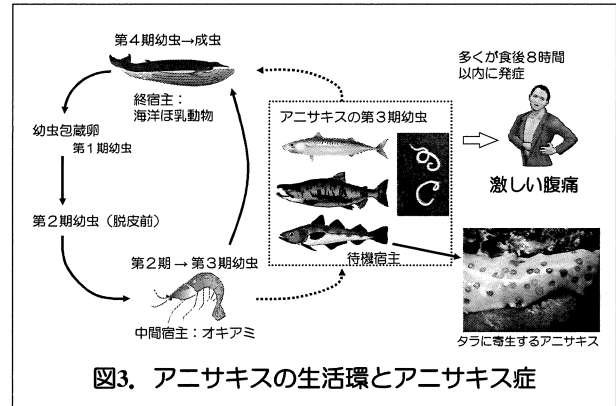 第4期幼虫→成虫
終宿主：
海洋ほ乳動物
幼虫包蔵卵
第1期幼虫
第2期幼虫（脱皮前）
第2期 → 第3期幼虫
中間宿主：オキアミ
アニサキスの第3期幼虫
待機宿主
多くが食後8時間
以内に発症
激しい腹痛
タラに寄生するアニサキス
図3．アニサキスの生活環とアニサキス症